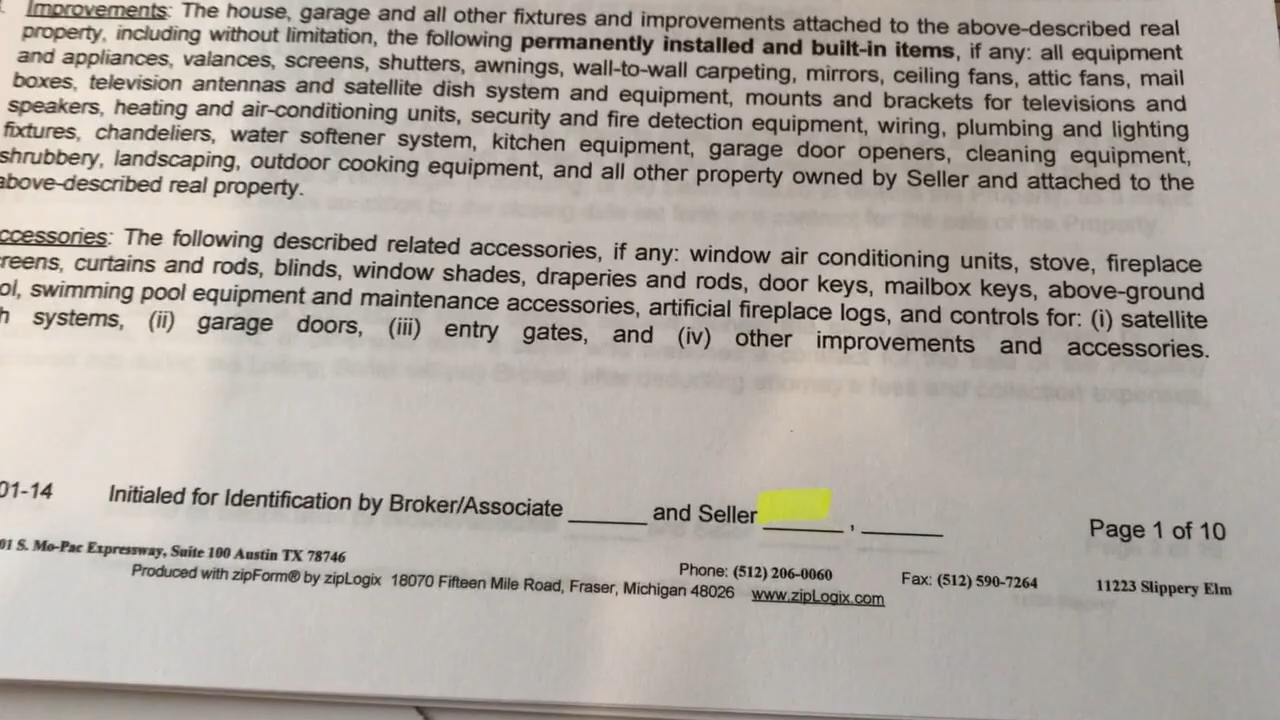 Improvements: The house, garage and all other fixtures and improvements attached to the above-described real
property, including without limitation, the following permanently installed and built-in items, if any: all equipment
and appliances, valances, screens, shutters, awnings, wall-to-wall carpeting, mirrors, ceiling fans, attic fans, mail
boxes, television antennas and satellite dish system and equipment, mounts and brackets for televisions and
speakers, heating and air-conditioning units, security and fire detection equipment, wiring, plumbing and lighting
fixtures, chandeliers, water softener system, kitchen equipment, garage door openers, cleaning equipment,
shrubbery, landscaping, outdoor cooking equipment, and all other property owned by Seller and attached to the
above-described real property.
ccessories: The following described related accessories, if any: window air conditioning units, stove, fireplace
reens, curtains and rods, blinds, window shades, draperies and rods, door keys, mailbox keys, above-ground
ol, swimming pool equipment and maintenance accessories, artificial fireplace logs, and controls for: (i) satellite
h systems, (ii) garage doors, (iii) entry gates, and (iv) other improvements and accessories.
01-14 Initialed for Identification by Broker/Associate ______ and Seller ______ , ______ Page 1 of 10
01 S. Mo-Pac Expressway, Suite 100 Austin TX 78746 Phone: (512) 206-0060 Fax: (512) 590-7264 11223 Slippery Elm
Produced with zipForm® by zipLogix 18070 Fifteen Mile Road, Fraser, Michigan 48026 www.zipLogix.com